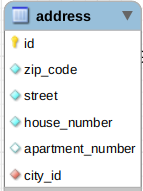 address
id
zip_code
street
house_number
apartment_number
city_id